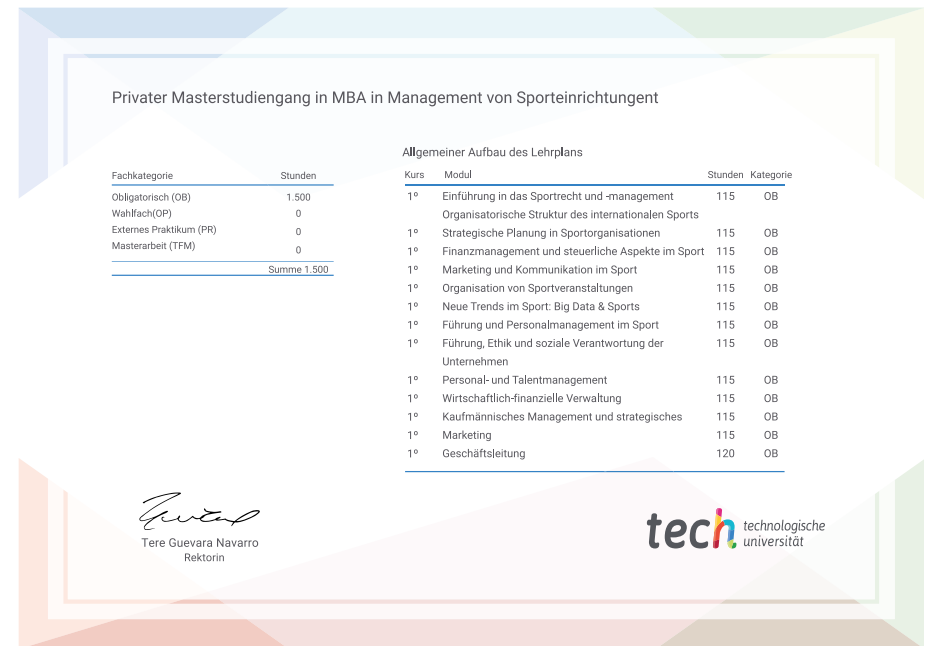 Privater Masterstudiengang in MBA in Management von Sporteinrichtungent
Fachkategorie Stunden
Obligatorisch (OB) 1.500
Wahlfach(OP) 0
Externes Praktikum (PR) 0
Masterarbeit (TFM) 0
Summe 1.500
Allgemeiner Aufbau des Lehrplans
Kurs Modul Stunden Kategorie
1º Einführung in das Sportrecht und -management 115 OB
Organisatorische Struktur des internationalen Sports
1º Strategische Planung in Sportorganisationen 115 OB
1º Finanzmanagement und steuerliche Aspekte im Sport 115 OB
1º Marketing und Kommunikation im Sport 115 OB
1º Organisation von Sportveranstaltungen 115 OB
1º Neue Trends im Sport: Big Data & Sports 115 OB
1º Führung und Personalmanagement im Sport 115 OB
1º Führung, Ethik und soziale Verantwortung der 115 OB
Unternehmen
1º Personal- und Talentmanagement 115 OB
1º Wirtschaftlich-finanzielle Verwaltung 115 OB
1º Kaufmännisches Management und strategisches 115 OB
1º Marketing 115 OB
1º Geschäftsleitung 120 OB
Tere Guevara Navarro
Rektorin
tech technologische
universität